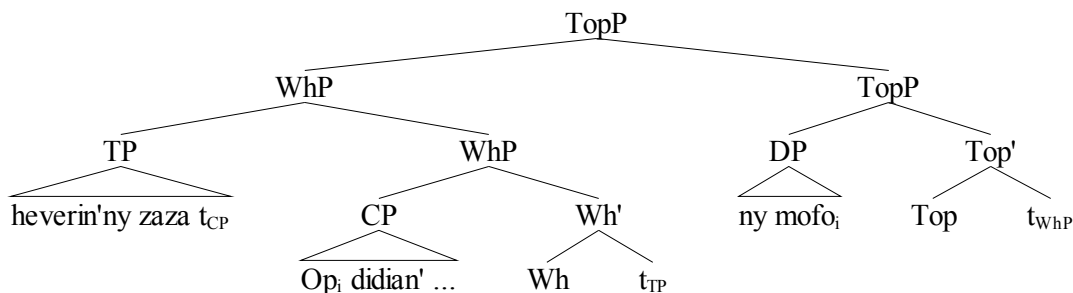 TopP
WhP TopP
TP WhP DP Top'
heverin'ny zaza t_CP CP Wh' ny mofo_i Top t_WhP
Op_i didian' ... Wh t_TP